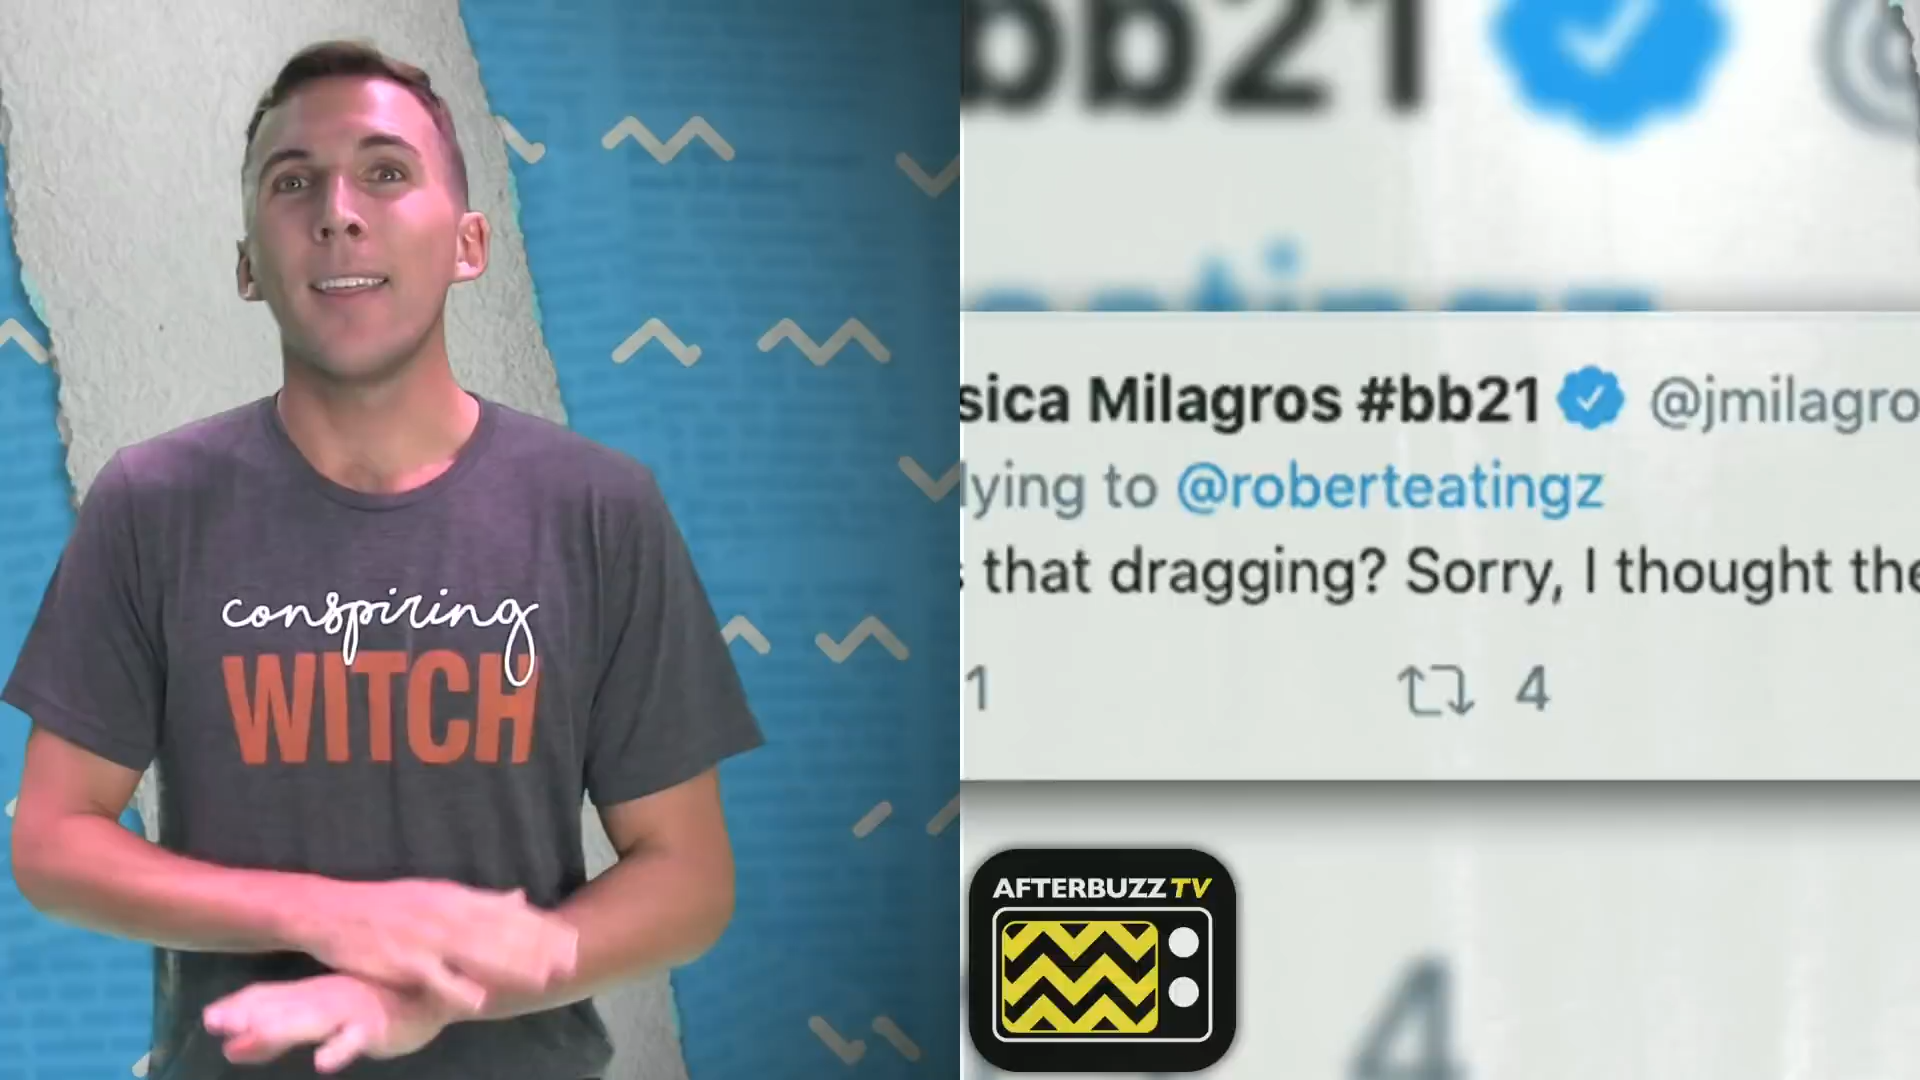 conspiring
WITCH
bb21
eatingz
sica Milagros #bb21 @jmilagro
lying to @roberteatingz
that dragging? Sorry, I thought the
1 4
AFTERBUZZ TV
4